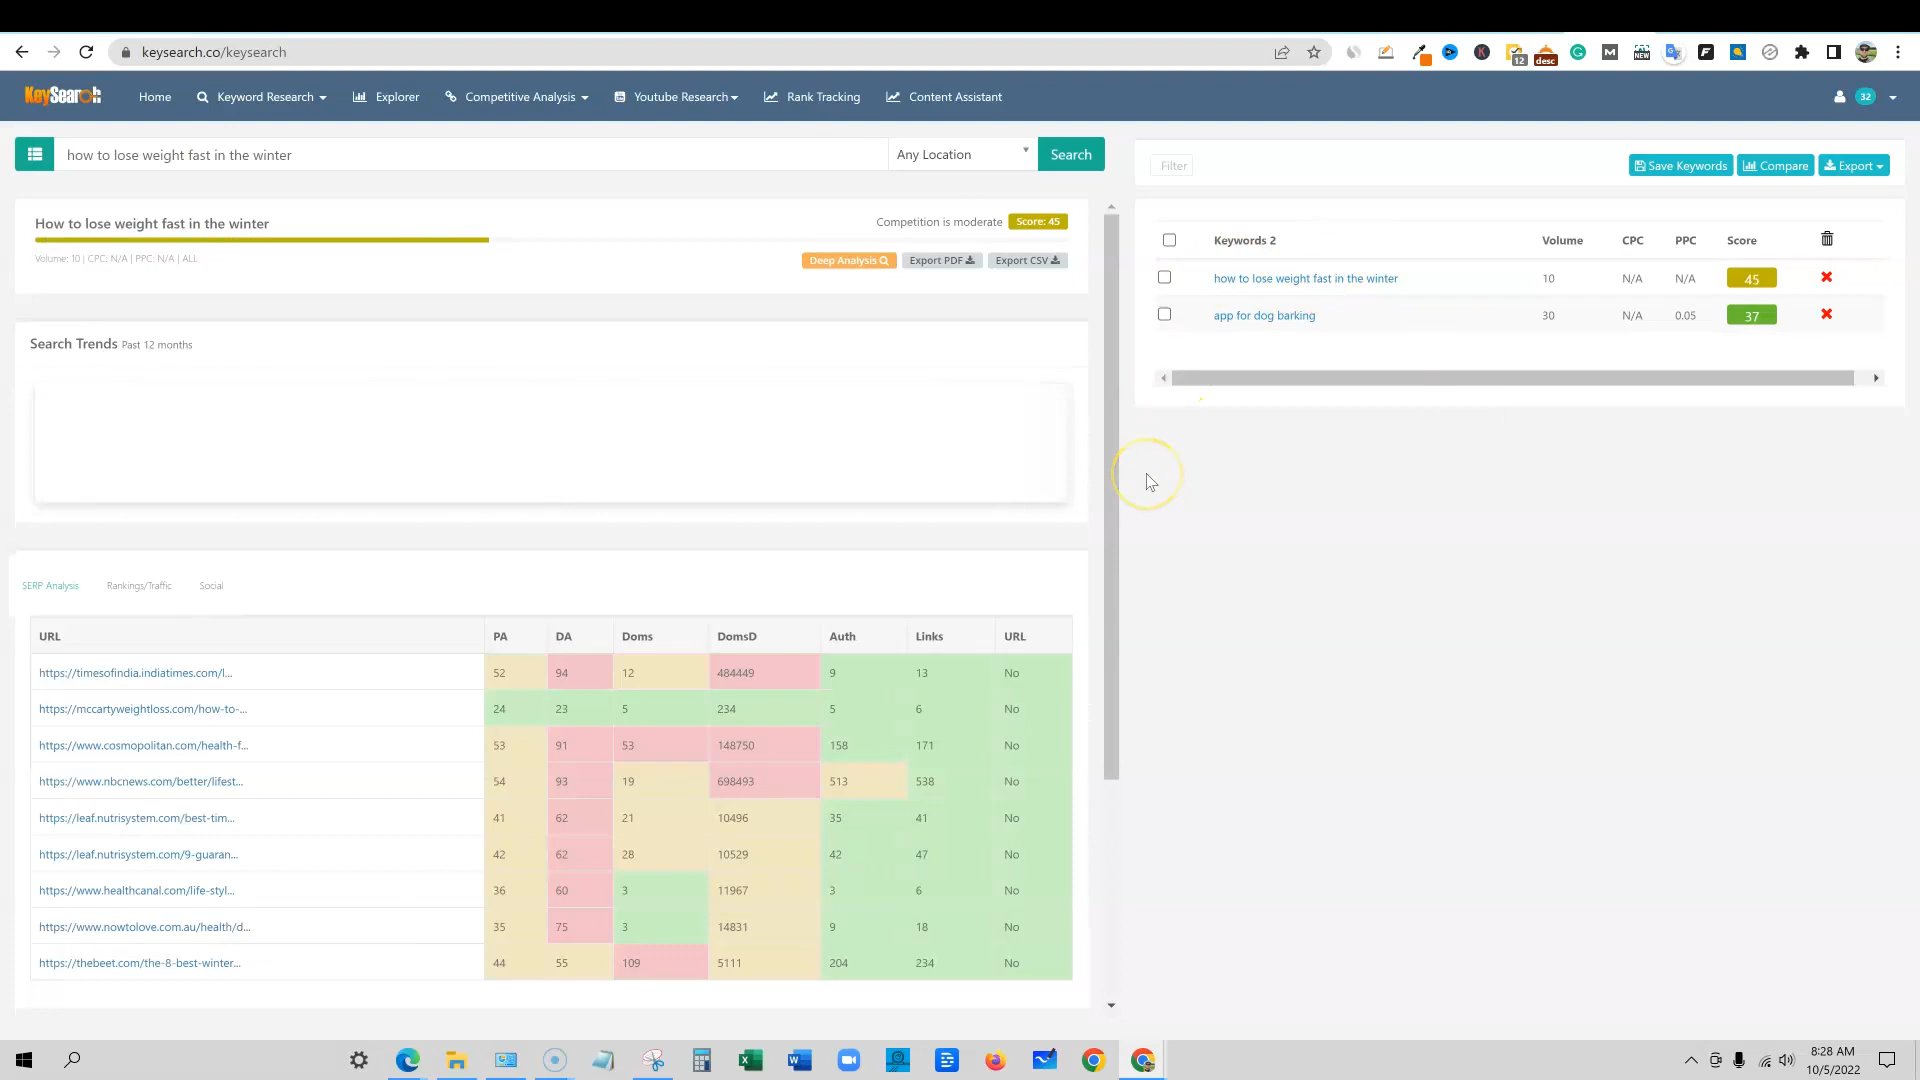 keysearch.co/keysearch
12
desc
NEW
KeySearch
Home
Keyword Research
Explorer
Competitive Analysis
Youtube Research
Rank Tracking
Content Assistant
32
how to lose weight fast in the winter
Any Location
Search
Filter
Save Keywords
Compare
Export
How to lose weight fast in the winter
Competition is moderate
Score: 45
Volume: 10 | CPC: N/A | PPC: N/A | ALL
Deep Analysis
Export PDF
Export CSV
Keywords 2 Volume CPC PPC Score
how to lose weight fast in the winter 10 N/A N/A 45
app for dog barking 30 N/A 0.05 37
Search Trends Past 12 months
SERP Analysis
Rankings/Traffic
Social
URL PA DA Doms DomsD Auth Links URL
https://timesofindia.indiatimes.com/l... 52 94 12 484449 9 13 No
https://mccartyweightloss.com/how-to-... 24 23 5 234 5 6 No
https://www.cosmopolitan.com/health-f... 53 91 53 148750 158 171 No
https://www.nbcnews.com/better/lifest... 54 93 19 698493 513 538 No
https://leaf.nutrisystem.com/best-tim... 41 62 21 10496 35 41 No
https://leaf.nutrisystem.com/9-guaran... 42 62 28 10529 42 47 No
https://www.healthcanal.com/life-styl... 36 60 3 11967 3 6 No
https://www.nowtolove.com.au/health/d... 35 75 3 14831 9 18 No
https://thebeet.com/the-8-best-winter... 44 55 109 5111 204 234 No
8:28 AM
10/5/2022